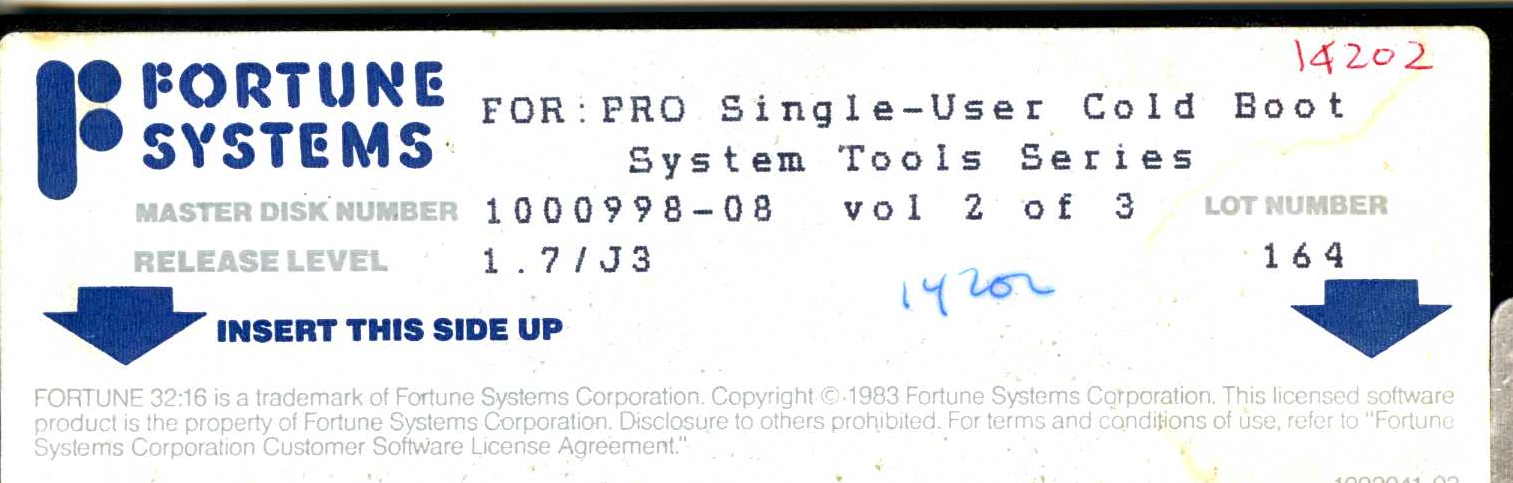 14202
FORTUNE
SYSTEMS
FOR:PRO Single-User Cold Boot
System Tools Series
MASTER DISK NUMBER 1000998-08 vol 2 of 3 LOT NUMBER
RELEASE LEVEL 1.7/J3 164
14202
INSERT THIS SIDE UP
FORTUNE 32:16 is a trademark of Fortune Systems Corporation. Copyright © 1983 Fortune Systems Corporation. This licensed software
product is the property of Fortune Systems Corporation. Disclosure to others prohibited. For terms and conditions of use, refer to "Fortune
Systems Corporation Customer Software License Agreement."